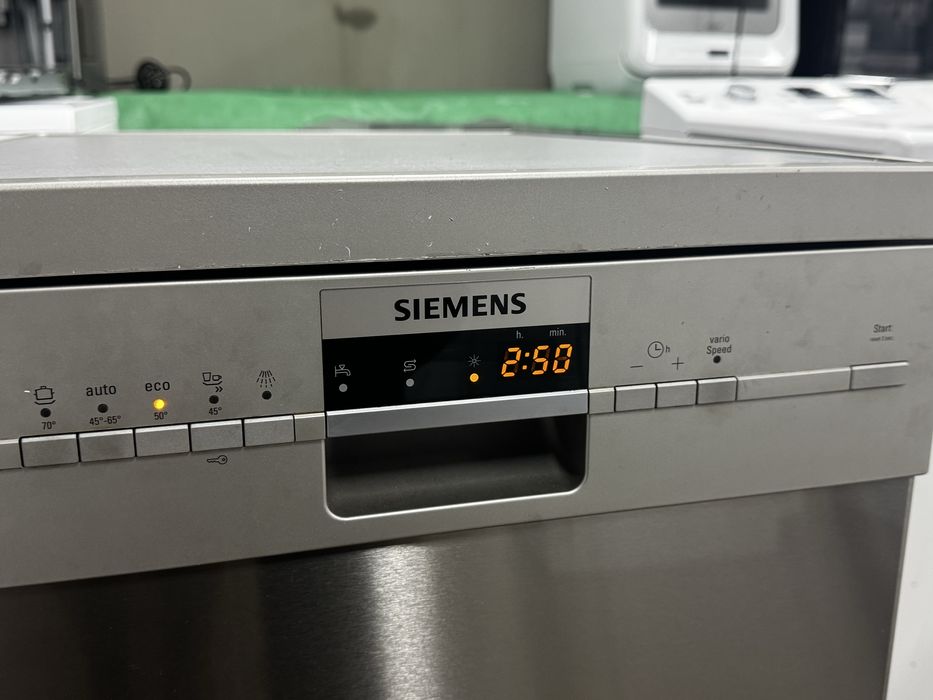 SIEMENS
h. min.
2:50
auto
eco
70°
45°-65°
50°
45°
h
− +
vario
Speed
Start